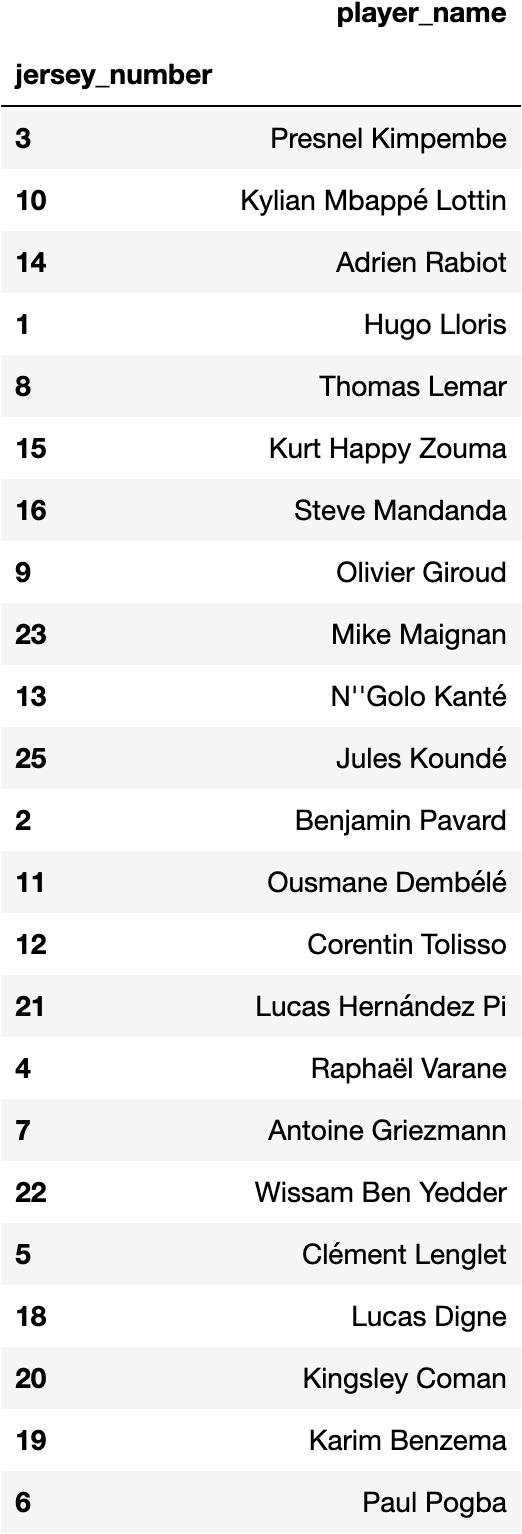 player_name
jersey_number
3 Presnel Kimpembe
10 Kylian Mbappé Lottin
14 Adrien Rabiot
1 Hugo Lloris
8 Thomas Lemar
15 Kurt Happy Zouma
16 Steve Mandanda
9 Olivier Giroud
23 Mike Maignan
13 N''Golo Kanté
25 Jules Koundé
2 Benjamin Pavard
11 Ousmane Dembélé
12 Corentin Tolisso
21 Lucas Hernández Pi
4 Raphaël Varane
7 Antoine Griezmann
22 Wissam Ben Yedder
5 Clément Lenglet
18 Lucas Digne
20 Kingsley Coman
19 Karim Benzema
6 Paul Pogba